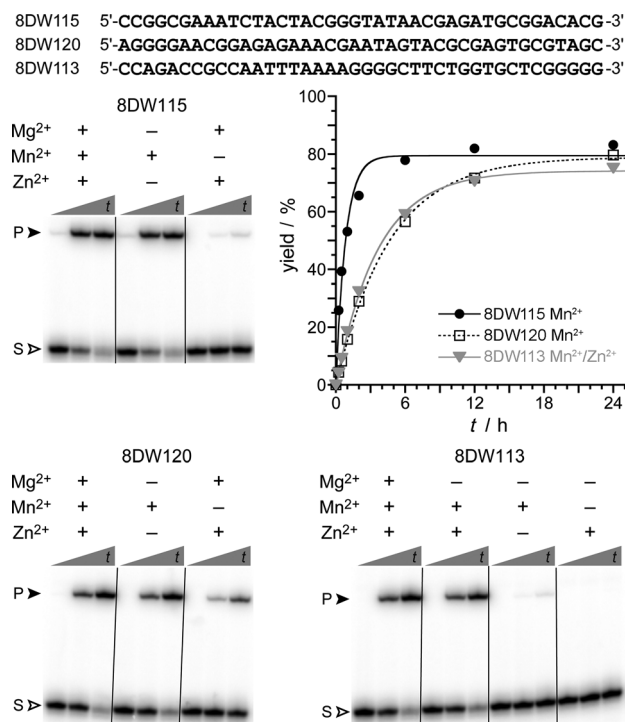 8DW115 5'-CCGGCGAAATCTACTACGGGTATAACGAGATGCGGACACG-3'
8DW120 5'-AGGGGAACGGAGAGAAACGAATAGTACGCGAGTGCGTAGC-3'
8DW113 5'-CCAGACCGCCAATTTAAAAGGGGCTTCTGGTGCTCGGGGG-3'
8DW115
Mg2+ + – +
Mn2+ + + –
Zn2+ + – +
t t t
P
S
100
80
60
40
20
0
yield / %
8DW115 Mn2+
8DW120 Mn2+
8DW113 Mn2+/Zn2+
0 6 12 18 24
t / h
8DW120
Mg2+ + – +
Mn2+ + + –
Zn2+ + – +
t t t
P
S
8DW113
Mg2+ + – – –
Mn2+ + + + –
Zn2+ + + – +
t t t t
P
S